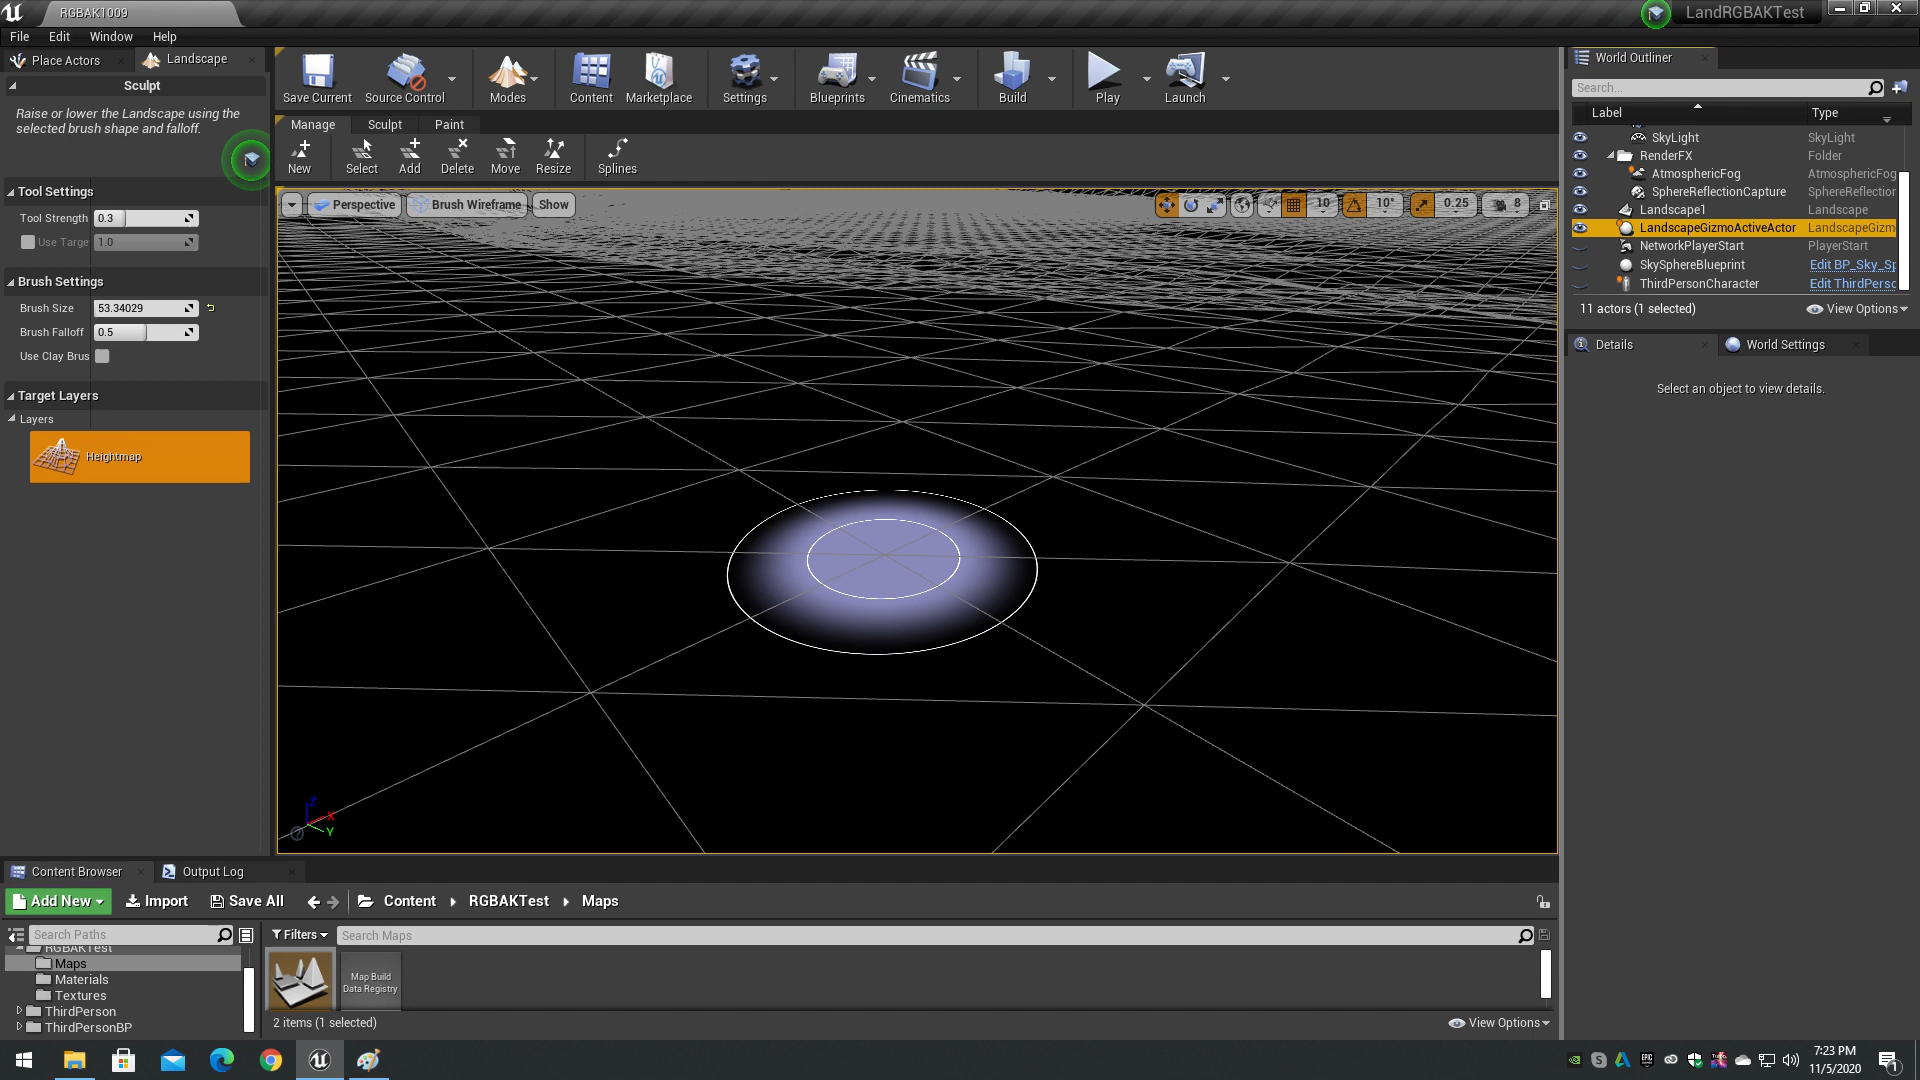 RGBAK1009
LandRGBAKTest
File Edit Window Help
Place Actors
Landscape
Sculpt
Raise or lower the Landscape using the
selected brush shape and falloff.
Tool Settings
Tool Strength 0.3
Use Targe 1.0
Brush Settings
Brush Size 53.34029
Brush Falloff 0.5
Use Clay Brus
Target Layers
Layers
Heightmap
Save Current
Source Control
Modes
Content
Marketplace
Settings
Blueprints
Cinematics
Build
Play
Launch
Manage Sculpt Paint
New Select Add Delete Move Resize Splines
Perspective
Brush Wireframe
Show
10
10°
0.25
8
Z
X
Y
World Outliner
Search...
Label Type
SkyLight SkyLight
RenderFX Folder
AtmosphericFog AtmosphericFog
SphereReflectionCapture SphereReflection
Landscape1 Landscape
LandscapeGizmoActiveActor LandscapeGizm
NetworkPlayerStart PlayerStart
SkySphereBlueprint Edit BP_Sky_Sp
ThirdPersonCharacter Edit ThirdPersc
11 actors (1 selected)
View Options
Details
World Settings
Select an object to view details.
Content Browser
Output Log
Add New
Import
Save All
Content
RGBAKTest
Maps
Search Paths
RGBAKTest
Maps
Materials
Textures
ThirdPerson
ThirdPersonBP
Filters
Search Maps
Map Build
Data Registry
2 items (1 selected)
View Options
7:23 PM
11/5/2020
1